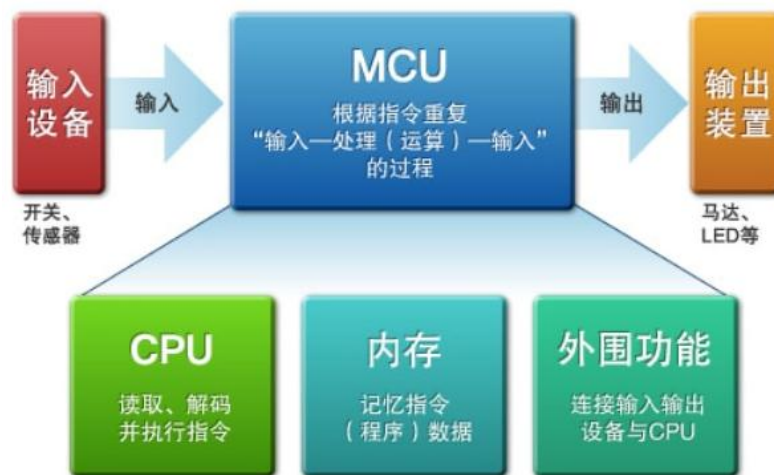 输入
设备
输入
MCU
根据指令重复
“输入—处理（运算）—输入”
的过程
输出
输出
装置
开关、
传感器
马达、
LED等
CPU
读取、解码
并执行指令
内存
记忆指令
（程序）数据
外围功能
连接输入输出
设备与CPU